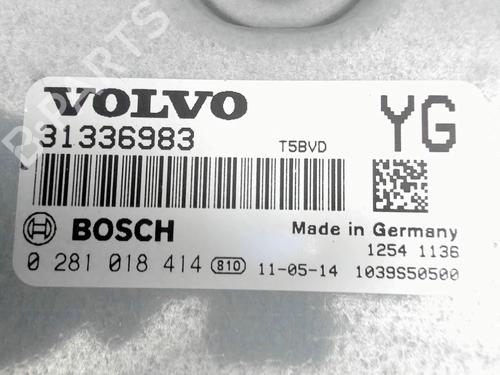 VOLVO
YG
31336983
T5BVD
BOSCH
Made in Germany
1254 1136
0 281 018 414 810 11-05-14 1039S50500
B-PARTS